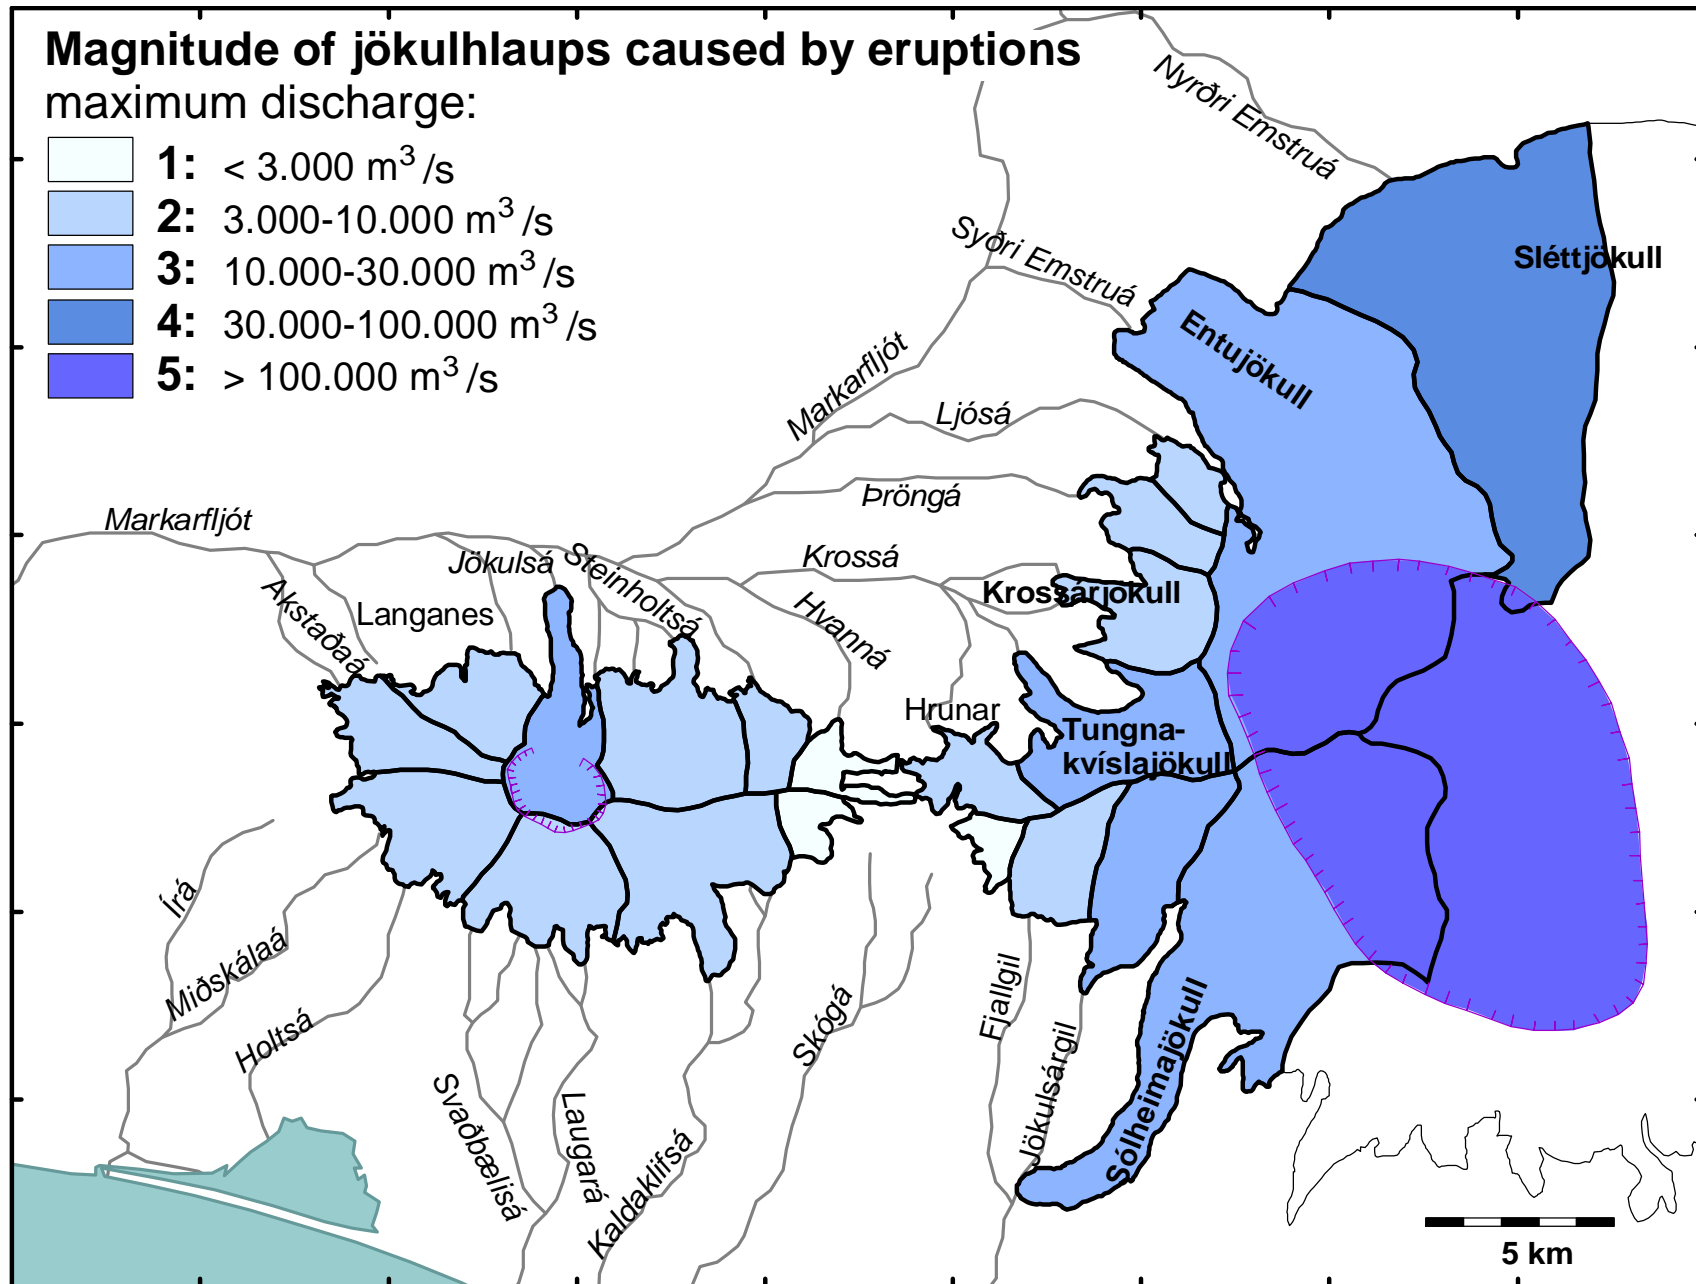 Magnitude of jökulhlaups caused by eruptions
maximum discharge:
1: < 3.000 m³/s
2: 3.000-10.000 m³/s
3: 10.000-30.000 m³/s
4: 30.000-100.000 m³/s
5: > 100.000 m³/s
Nyrðri Emstruá
Syðri Emstruá
Sléttjökull
Entujökull
Markarfljót
Ljósá
Þröngá
Markarfljót
Krossá
Jökulsá
Steinholtsá
Krossárjökull
Akstaðaá
Langanes
Hvanná
Hrunar
Tungna-
kvíslajökull
Írá
Miðskálaá
Holtsá
Skógá
Fjallgil
Jökulsárgil
Sólheimajökull
Svaðbælisá
Laugará
Kaldaklifsá
5 km